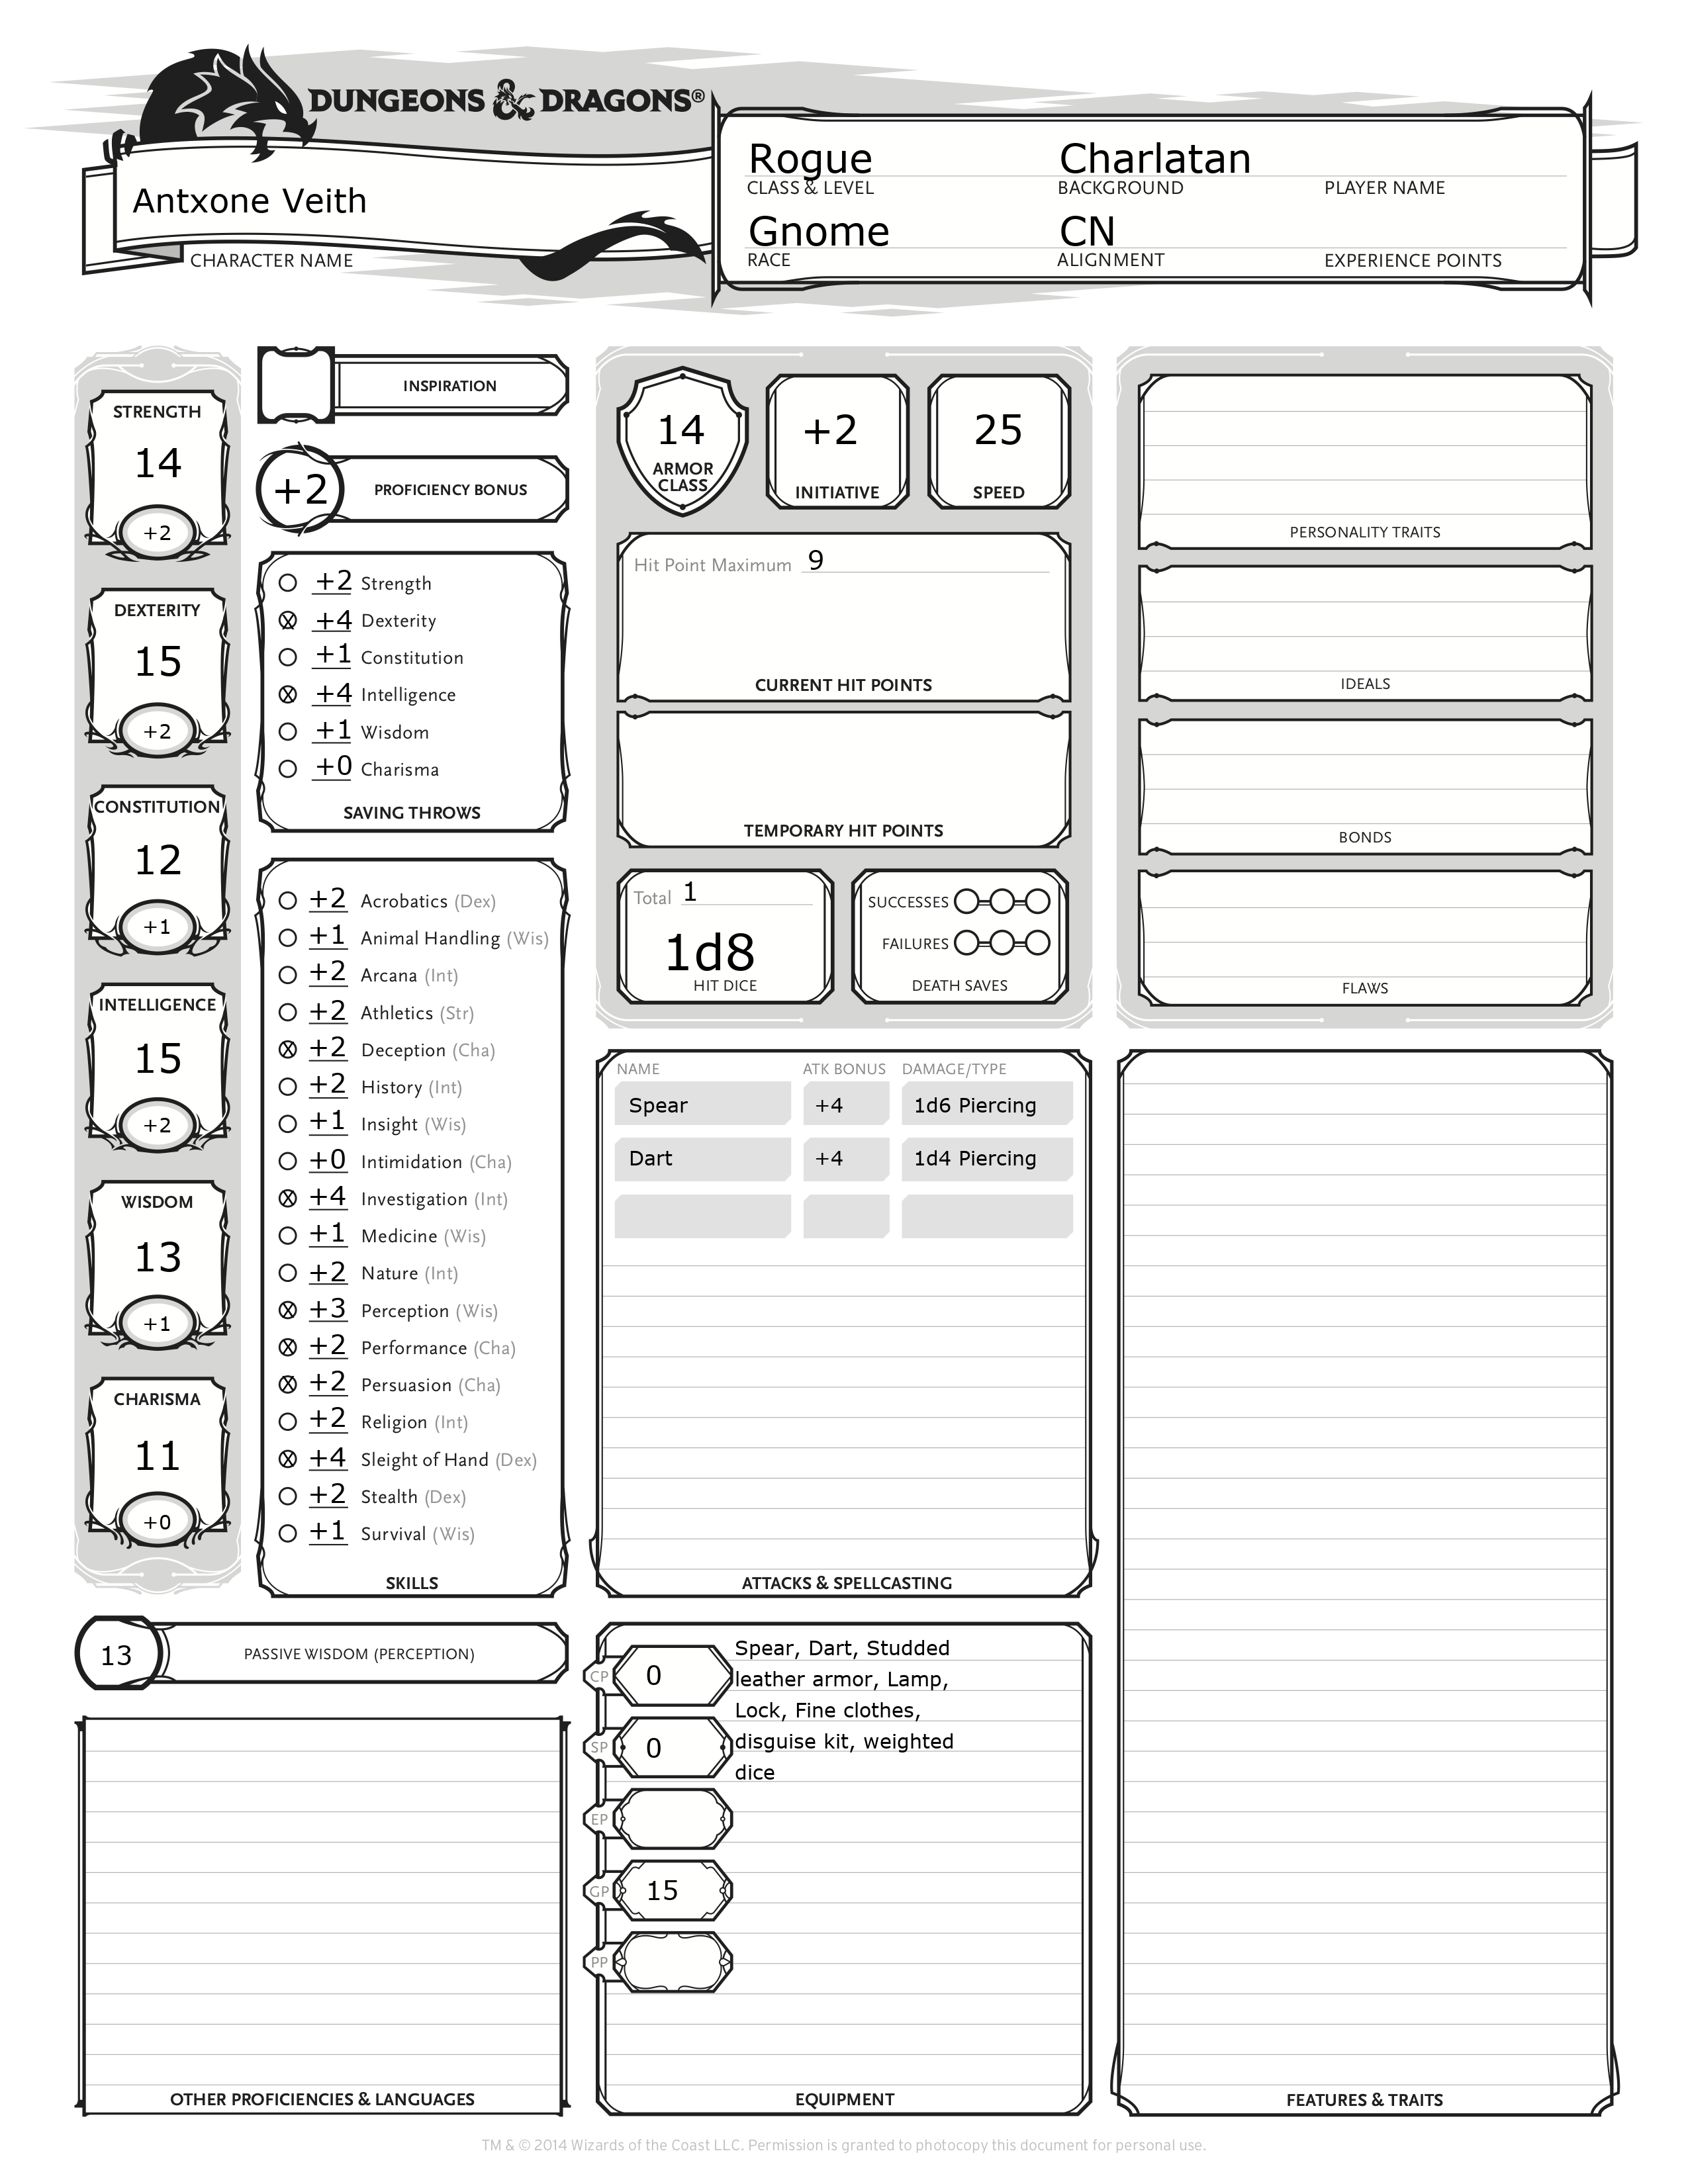 DUNGEONS & DRAGONS®
Antxone Veith
CHARACTER NAME
Rogue Charlatan
CLASS & LEVEL BACKGROUND PLAYER NAME
Gnome CN
RACE ALIGNMENT EXPERIENCE POINTS
STRENGTH
14
+2
DEXTERITY
15
+2
CONSTITUTION
12
+1
INTELLIGENCE
15
+2
WISDOM
13
+1
CHARISMA
11
+0
INSPIRATION
+2 PROFICIENCY BONUS
+2 Strength
+4 Dexterity
+1 Constitution
+4 Intelligence
+1 Wisdom
+0 Charisma
SAVING THROWS
+2 Acrobatics (Dex)
+1 Animal Handling (Wis)
+2 Arcana (Int)
+2 Athletics (Str)
+2 Deception (Cha)
+2 History (Int)
+1 Insight (Wis)
+0 Intimidation (Cha)
+4 Investigation (Int)
+1 Medicine (Wis)
+2 Nature (Int)
+3 Perception (Wis)
+2 Performance (Cha)
+2 Persuasion (Cha)
+2 Religion (Int)
+4 Sleight of Hand (Dex)
+2 Stealth (Dex)
+1 Survival (Wis)
SKILLS
13 PASSIVE WISDOM (PERCEPTION)
OTHER PROFICIENCIES & LANGUAGES
14
ARMOR
CLASS
+2
INITIATIVE
25
SPEED
Hit Point Maximum 9
CURRENT HIT POINTS
TEMPORARY HIT POINTS
Total 1
1d8
HIT DICE
SUCCESSES
FAILURES
DEATH SAVES
NAME ATK BONUS DAMAGE/TYPE
Spear +4 1d6 Piercing
Dart +4 1d4 Piercing
ATTACKS & SPELLCASTING
CP 0
SP 0
EP
GP 15
PP
Spear, Dart, Studded
leather armor, Lamp,
Lock, Fine clothes,
disguise kit, weighted
dice
EQUIPMENT
PERSONALITY TRAITS
IDEALS
BONDS
FLAWS
FEATURES & TRAITS
TM & © 2014 Wizards of the Coast LLC. Permission is granted to photocopy this document for personal use.